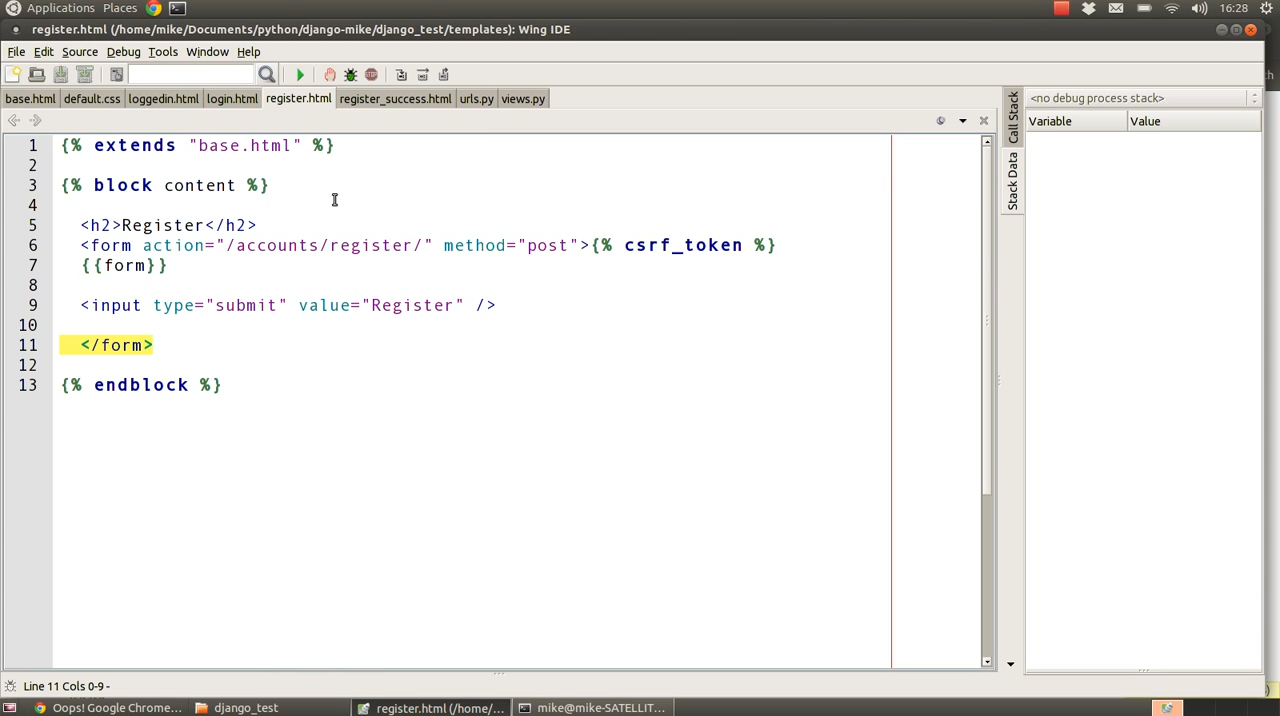 Applications Places 16:28
register.html (/home/mike/Documents/python/django-mike/django_test/templates): Wing IDE
File Edit Source Debug Tools Window Help
base.html default.css loggedin.html login.html register.html register_success.html urls.py views.py
<no debug process stack>
Variable Value
Call Stack
Stack Data
1 {% extends "base.html" %}
2
3 {% block content %}
4
5 <h2>Register</h2>
6 <form action="/accounts/register/" method="post">{% csrf_token %}
7 {{form}}
8
9 <input type="submit" value="Register" />
10
11 </form>
12
13 {% endblock %}
Line 11 Cols 0-9 -
Oops! Google Chrome... django_test register.html (/home/... mike@mike-SATELLIT...